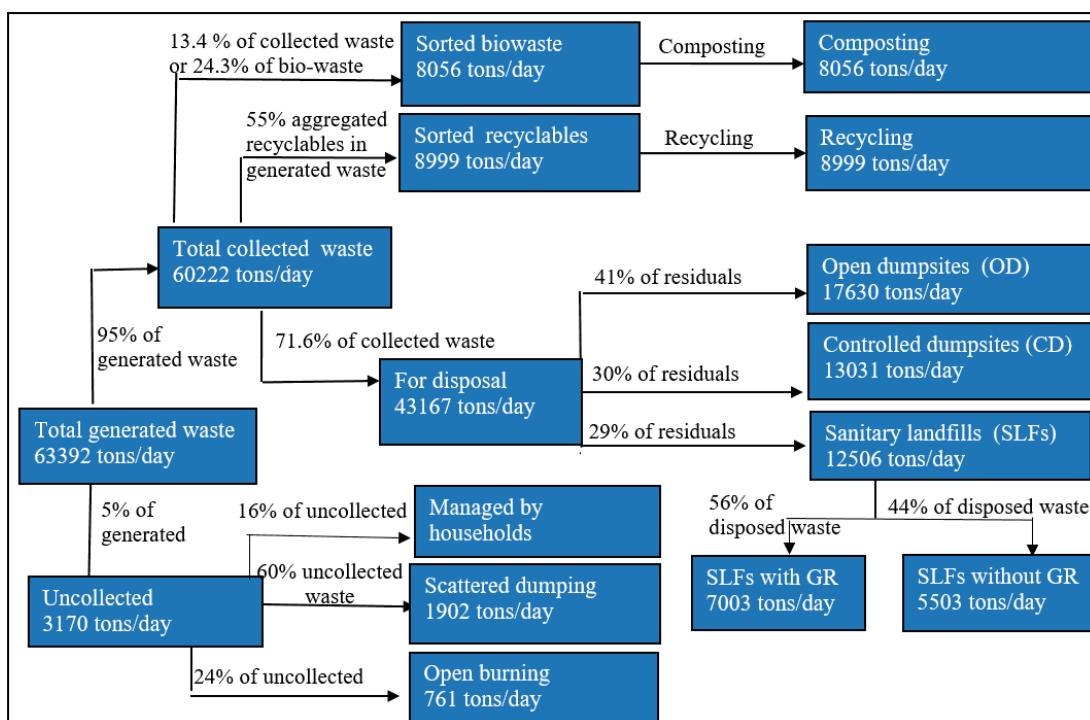 13.4 % of collected waste
or 24.3% of bio-waste
Sorted biowaste
8056 tons/day
Composting
Composting
8056 tons/day
55% aggregated
recyclables in
generated waste
Sorted recyclables
8999 tons/day
Recycling
Recycling
8999 tons/day
Total collected waste
60222 tons/day
95% of
generated waste
71.6% of collected waste
For disposal
43167 tons/day
41% of residuals
Open dumpsites (OD)
17630 tons/day
30% of residuals
Controlled dumpsites (CD)
13031 tons/day
29% of residuals
Sanitary landfills (SLFs)
12506 tons/day
56% of
disposed waste
44% of disposed waste
SLFs with GR
7003 tons/day
SLFs without GR
5503 tons/day
Total generated waste
63392 tons/day
5% of
generated
Uncollected
3170 tons/day
16% of uncollected
Managed by
households
60% uncollected
waste
Scattered dumping
1902 tons/day
24% of uncollected
Open burning
761 tons/day